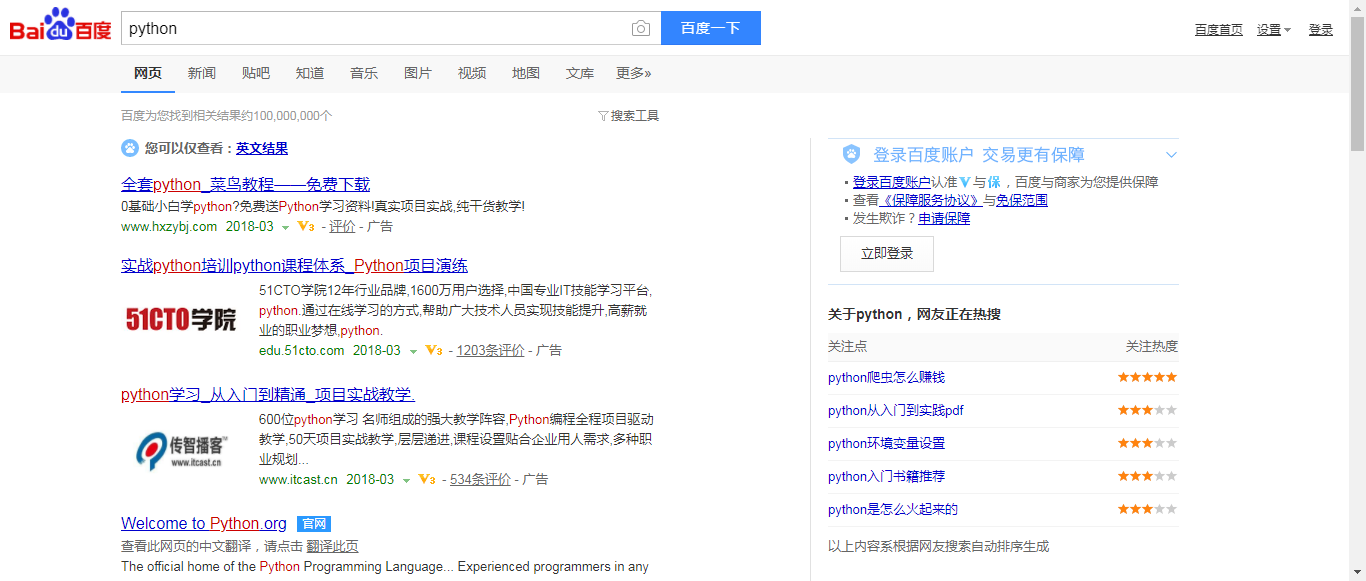 Bai du 百度
python
百度一下
百度首页 设置 登录
网页 新闻 贴吧 知道 音乐 图片 视频 地图 文库 更多»
百度为您找到相关结果约100,000,000个
搜索工具
您可以仅查看：英文结果
全套python_菜鸟教程——免费下载
0基础小白学python?免费送Python学习资料!真实项目实战,纯干货教学!
www.hxzybj.com 2018-03 V3 - 评价 - 广告
实战python培训python课程体系_Python项目演练
51CTO学院
51CTO学院12年行业品牌,1600万用户选择,中国专业IT技能学习平台,
python.通过在线学习的方式,帮助广大技术人员实现技能提升,高薪就
业的职业梦想,python.
edu.51cto.com 2018-03 V3 - 1203条评价 - 广告
python学习_从入门到精通_项目实战教学.
传智播客™
www.itcast.cn
600位python学习 名师组成的强大教学阵容,Python编程全程项目驱动
教学,50天项目实战教学,层层递进,课程设置贴合企业用人需求,多种职
业规划...
www.itcast.cn 2018-03 V3 - 534条评价 - 广告
Welcome to Python.org 官网
查看此网页的中文翻译，请点击 翻译此页
The official home of the Python Programming Language... Experienced programmers in any
登录百度账户 交易更有保障
登录百度账户认准V与保，百度与商家为您提供保障
查看《保障服务协议》与免保范围
发生欺诈？申请保障
立即登录
关于python，网友正在热搜
关注点 关注热度
python爬虫怎么赚钱
python从入门到实践pdf
python环境变量设置
python入门书籍推荐
python是怎么火起来的
以上内容系根据网友搜索自动排序生成